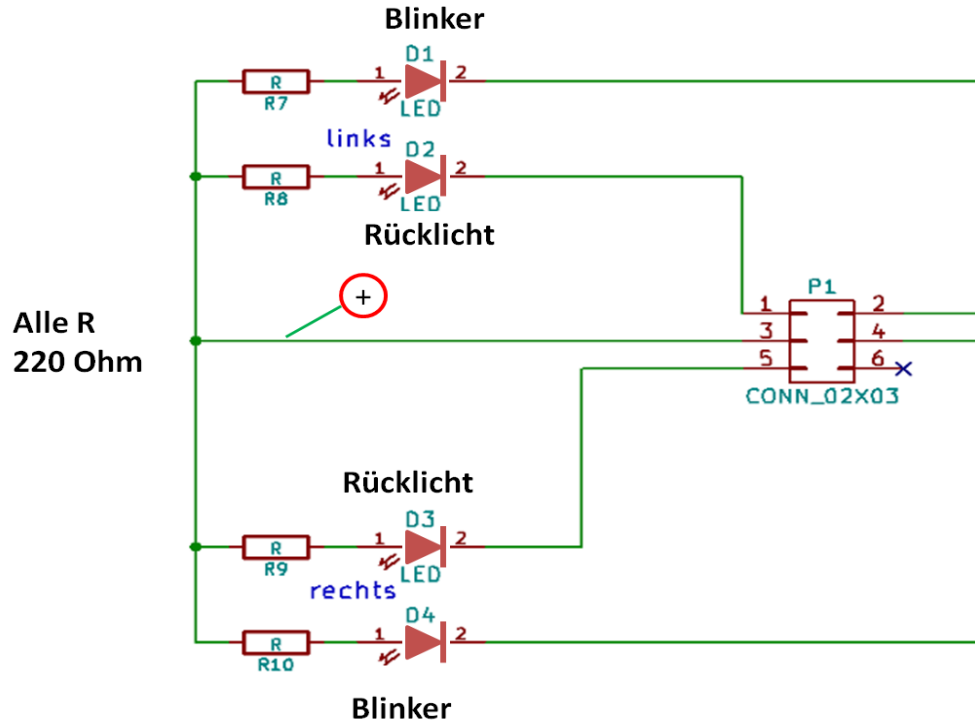 Blinker
D1
1 2
R
R7
LED
links
D2
1 2
R
R8
LED
Rücklicht
+
P1
Alle R
220 Ohm
1 2
3 4
5 6
CONN_02X03
Rücklicht
D3
1 2
R
R9
LED
rechts
D4
1 2
R
R10
Blinker